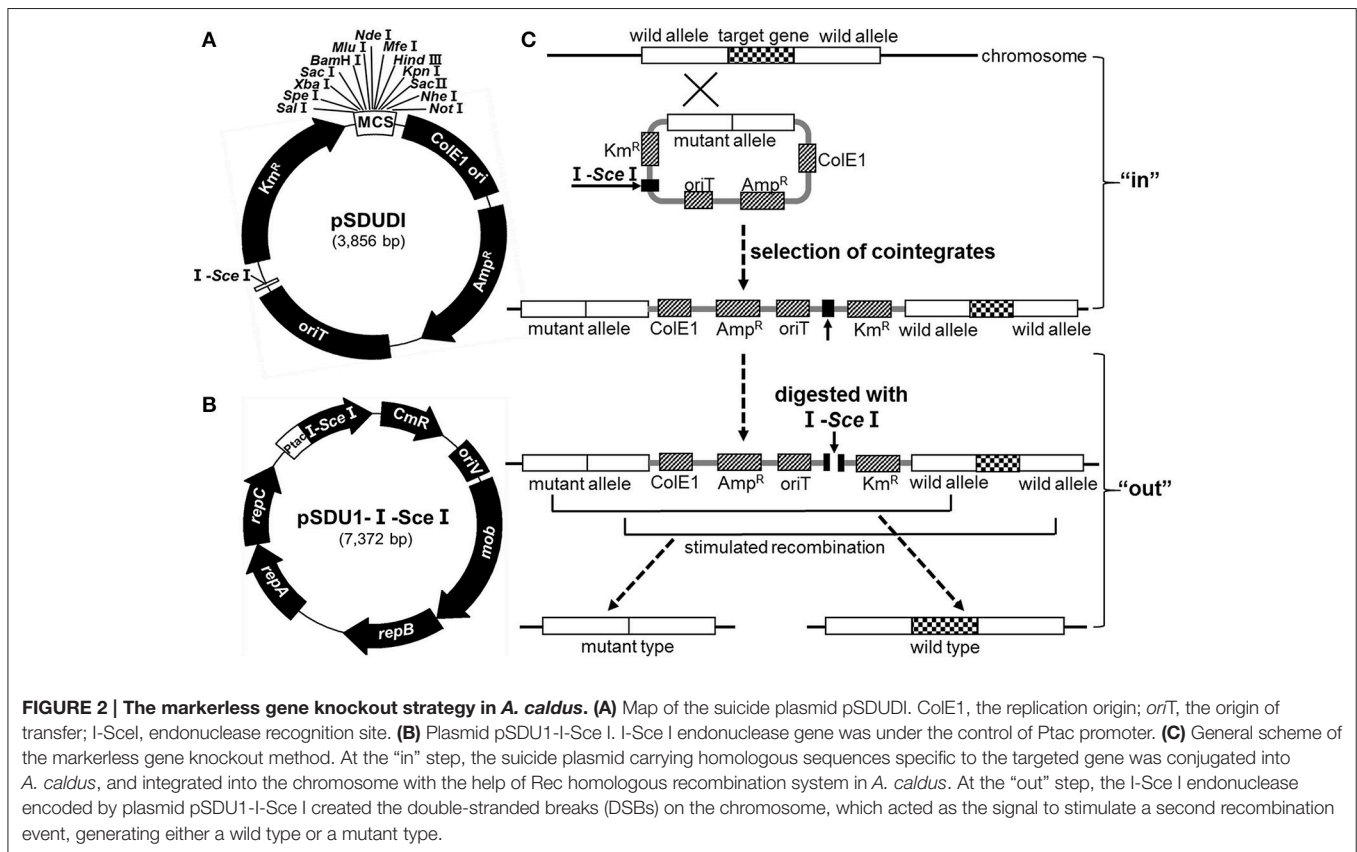 A
Nde I
Mlu I
Mfe I
BamH I
Hind III
Sac I
Kpn I
Xba I
SacII
Spe I
Nhe I
Sal I
Not I
MCS
KmR
ColE1 ori
pSDUDI
(3,856 bp)
AmpR
I -Sce I
oriT
B
Ptac
I-Sce I
CmR
oriV
repC
pSDU1- I -Sce I
(7,372 bp)
mob
repA
repB
C
wild allele target gene wild allele
chromosome
mutant allele
KmR
ColE1
I -Sce I
oriT
AmpR
“in”
selection of cointegrates
mutant allele
ColE1
AmpR
oriT
KmR
wild allele
wild allele
digested with
I -Sce I
mutant allele
ColE1
AmpR
oriT
KmR
wild allele
wild allele
“out”
stimulated recombination
mutant type
wild type
FIGURE 2 | The markerless gene knockout strategy in A. caldus. (A) Map of the suicide plasmid pSDUDI. ColE1, the replication origin; oriT, the origin of
transfer; I-SceI, endonuclease recognition site. (B) Plasmid pSDU1-I-Sce I. I-Sce I endonuclease gene was under the control of Ptac promoter. (C) General scheme of
the markerless gene knockout method. At the “in” step, the suicide plasmid carrying homologous sequences specific to the targeted gene was conjugated into
A. caldus, and integrated into the chromosome with the help of Rec homologous recombination system in A. caldus. At the “out” step, the I-Sce I endonuclease
encoded by plasmid pSDU1-I-Sce I created the double-stranded breaks (DSBs) on the chromosome, which acted as the signal to stimulate a second recombination
event, generating either a wild type or a mutant type.